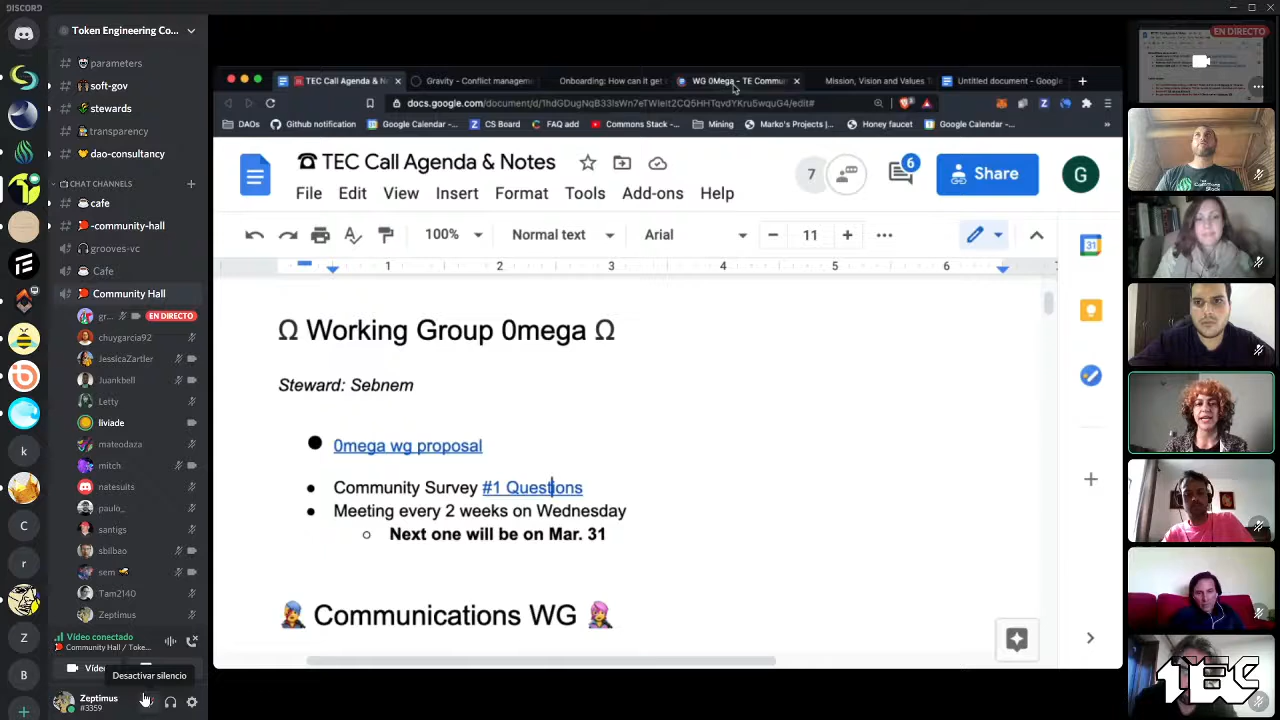 DISCORD
Token Engineering Co...
parameters
soft-gov
stewards
transparency
dao-consultancy
CHAT CHANNELS
cafe
-community-hall
grooves-vc
Cafe
Community Hall
gr...
EN DIRECTO
chuygarcia92
JessicaZartler
Juankbell
Letty
liviade
mateodaza
mitch
natesuits
paulo_
santigs
sbilbao
sem
Tam2140
Zeptimus
Vídeo conectado
Community Hall / Toke...
Víde
Desactivar silencio
Zeptimus
#3359
k
C
r
Z
B
TEC Call Agenda & N
Gravity - Conflict manage
Onboarding: How can it get
WG 0Mega - TE Commu
Mission, Vision and Values T
Untitled document - Google
docs.google.com/document/d/1hdGDugNqB33IsWn7eTWIeit2CQ5HHTqvdYKru6wquG4/edit#
DAOs
Github notification
Google Calendar -...
CS Board
FAQ add
Commons Stack -...
Mining
Marko's Projects |...
Honey faucet
Google Calendar -...
☎ TEC Call Agenda & Notes
7
6
Share
G
File Edit View Insert Format Tools Add-ons Help
100% Normal text Arial 11
1 2 3 4 5 6 7
31
Ω Working Group 0mega Ω
Steward: Sebnem
0mega wg proposal
Community Survey #1 Questions
Meeting every 2 weeks on Wednesday
Next one will be on Mar. 31
Communications WG
EN DIRECTO
TEC